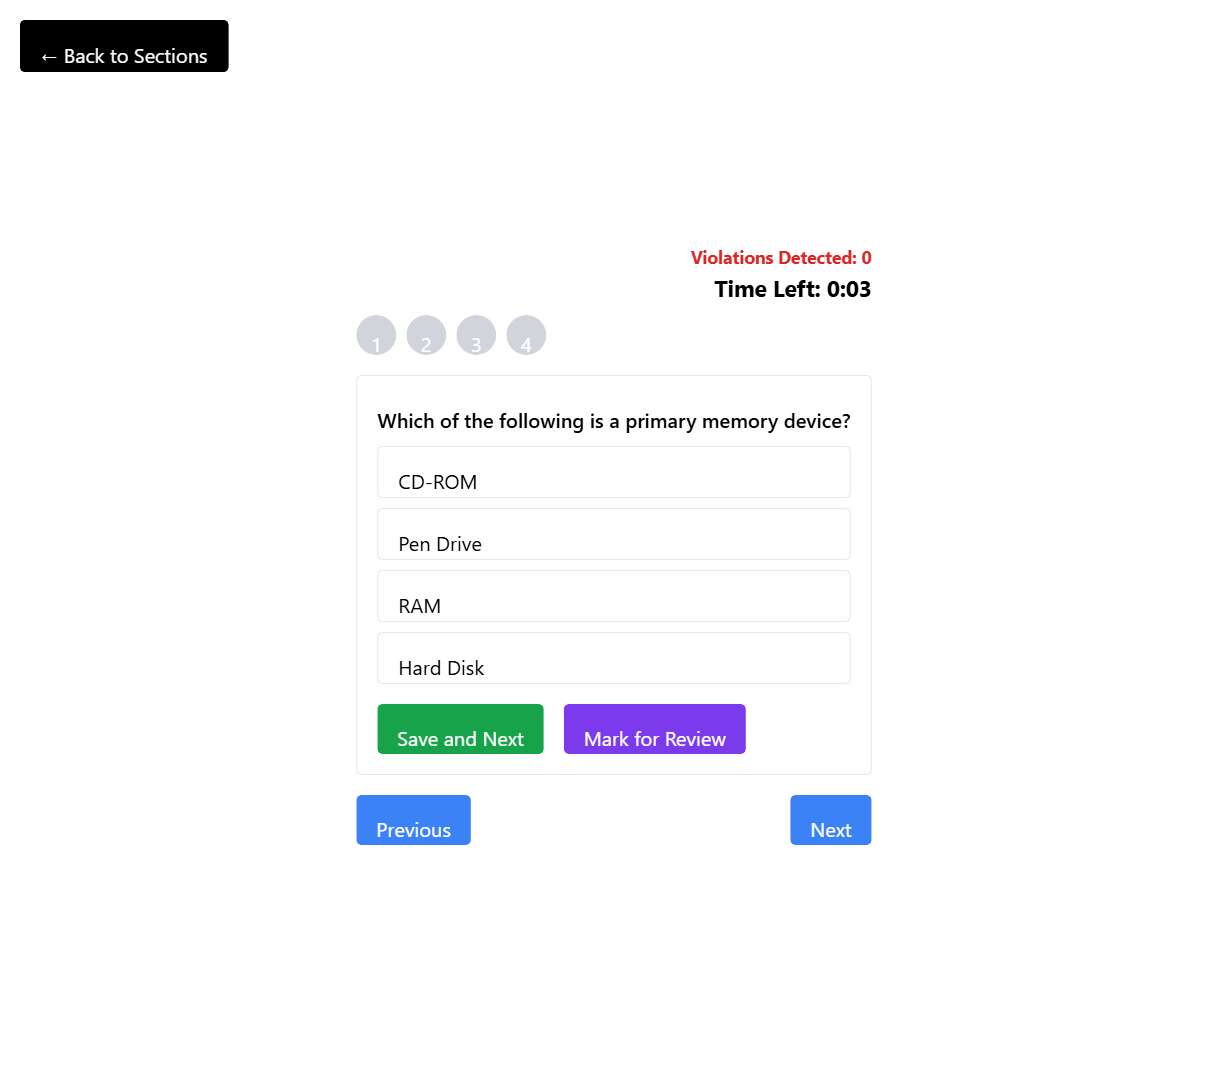 ← Back to Sections
Violations Detected: 0
Time Left: 0:03
1 2 3 4
Which of the following is a primary memory device?
CD-ROM
Pen Drive
RAM
Hard Disk
Save and Next Mark for Review
Previous Next